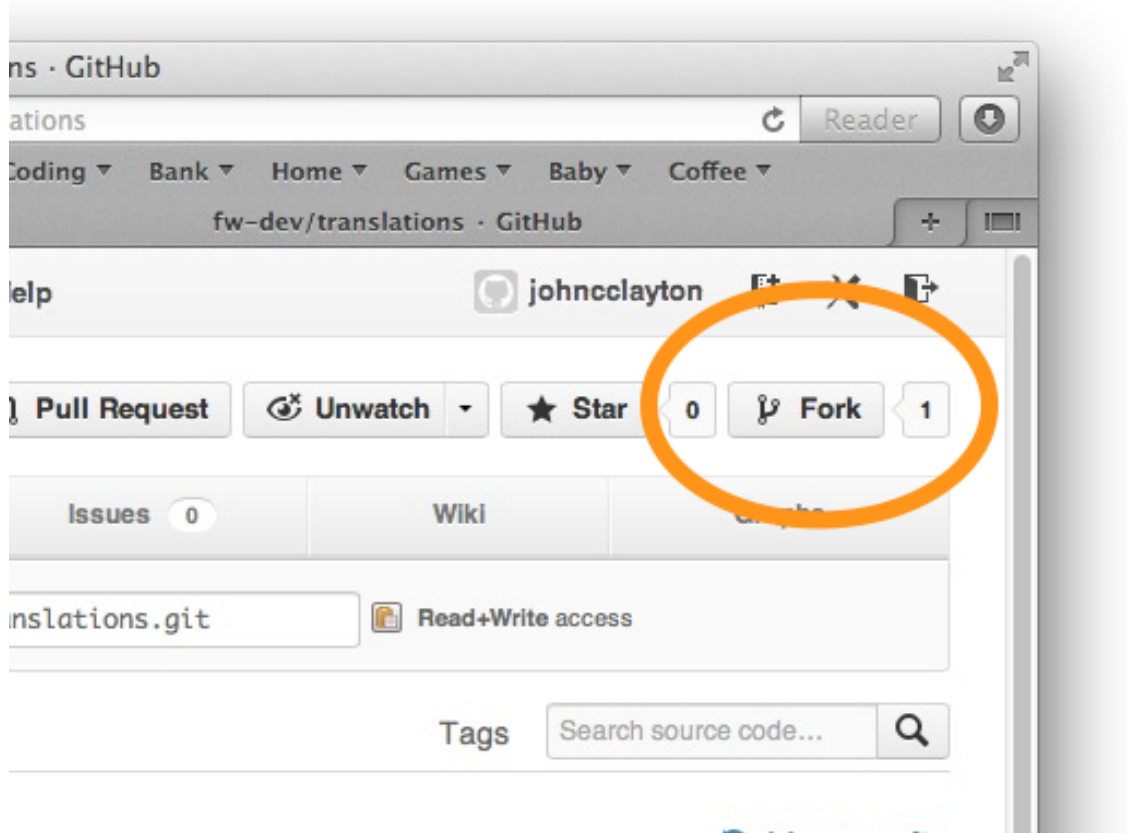 ns · GitHub
ations Reader
Coding Bank Home Games Baby Coffee
fw-dev/translations · GitHub
elp johncclayton
Pull Request Unwatch Star 0 Fork 1
Issues 0 Wiki Graphs
nslations.git Read+Write access
Tags Search source code...